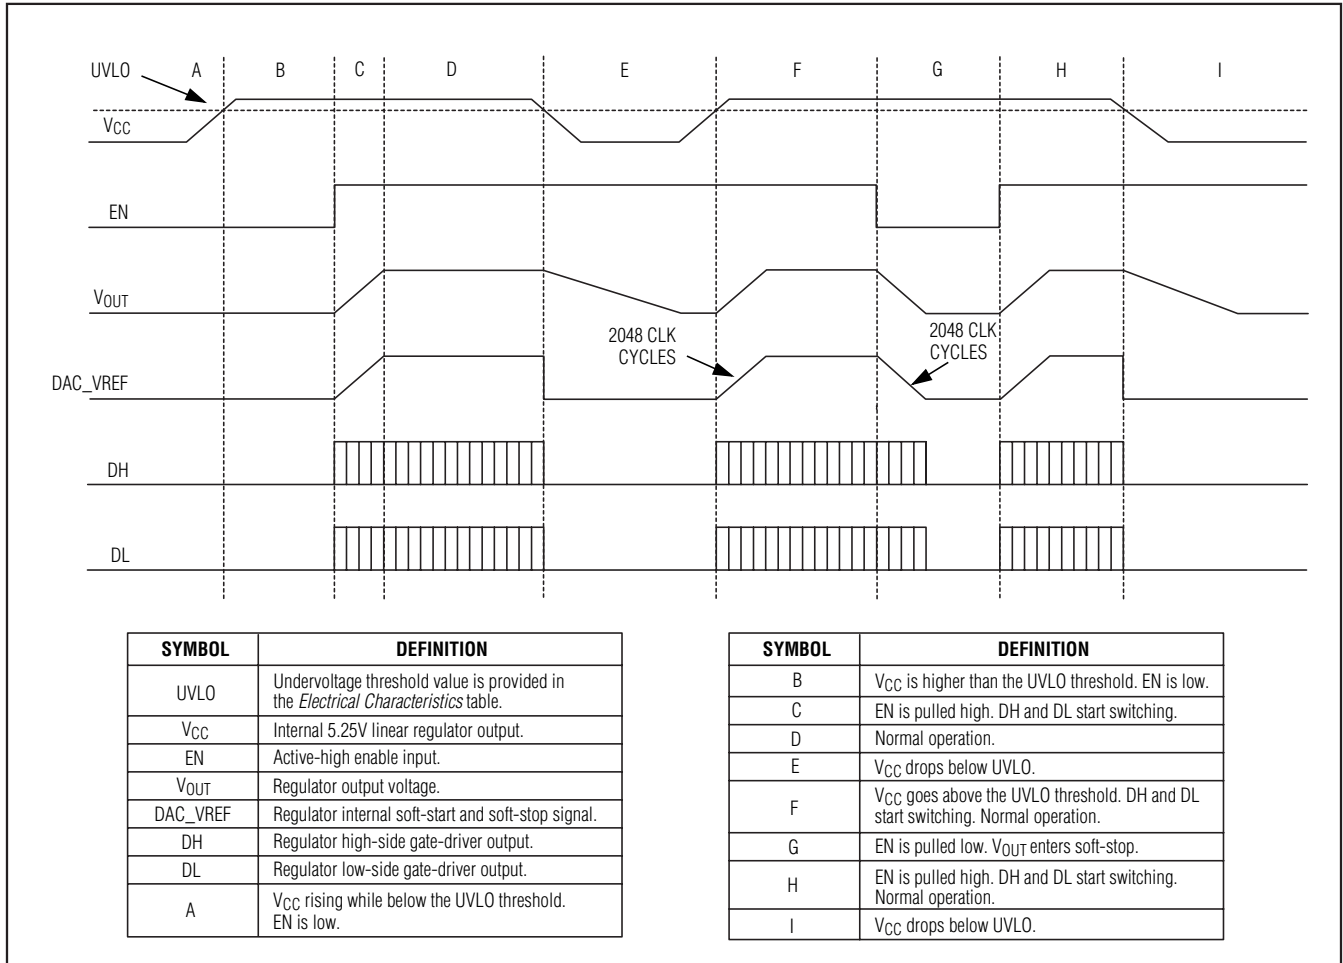 UVLO A B C D E F G H I
VCC
EN
VOUT
2048 CLK
CYCLES
2048 CLK
CYCLES
DAC_VREF
DH
DL
SYMBOL DEFINITION
UVLO Undervoltage threshold value is provided in
the Electrical Characteristics table.
VCC Internal 5.25V linear regulator output.
EN Active-high enable input.
VOUT Regulator output voltage.
DAC_VREF Regulator internal soft-start and soft-stop signal.
DH Regulator high-side gate-driver output.
DL Regulator low-side gate-driver output.
A VCC rising while below the UVLO threshold.
EN is low.
SYMBOL DEFINITION
B VCC is higher than the UVLO threshold. EN is low.
C EN is pulled high. DH and DL start switching.
D Normal operation.
E VCC drops below UVLO.
F VCC goes above the UVLO threshold. DH and DL
start switching. Normal operation.
G EN is pulled low. VOUT enters soft-stop.
H EN is pulled high. DH and DL start switching.
Normal operation.
I VCC drops below UVLO.